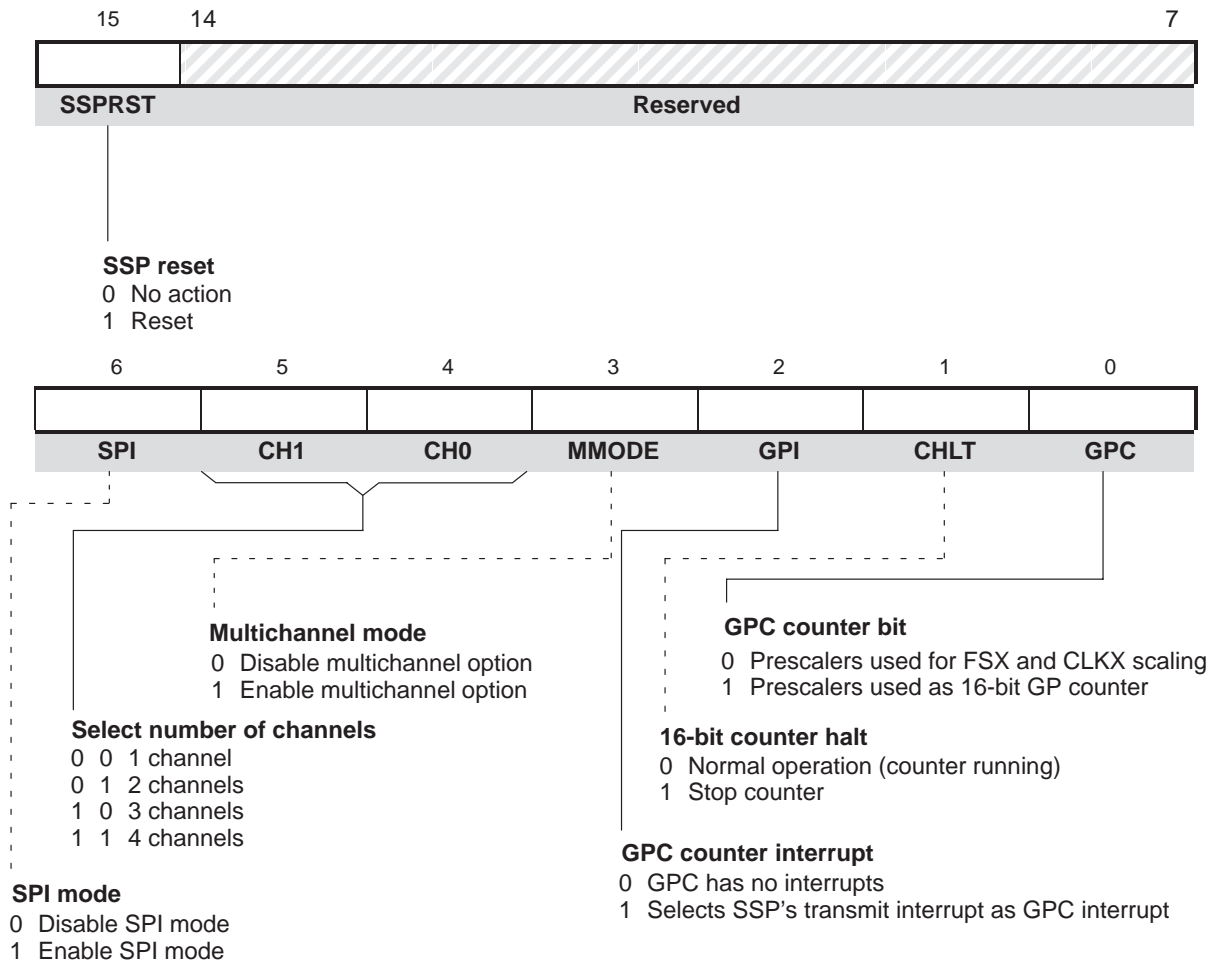 15 14 7
SSPRST Reserved
SSP reset
0 No action
1 Reset
6 5 4 3 2 1 0
SPI CH1 CH0 MMODE GPI CHLT GPC
Multichannel mode
0 Disable multichannel option
1 Enable multichannel option
GPC counter bit
0 Prescalers used for FSX and CLKX scaling
1 Prescalers used as 16-bit GP counter
Select number of channels
0 0 1 channel
0 1 2 channels
1 0 3 channels
1 1 4 channels
16-bit counter halt
0 Normal operation (counter running)
1 Stop counter
GPC counter interrupt
0 GPC has no interrupts
1 Selects SSP's transmit interrupt as GPC interrupt
SPI mode
0 Disable SPI mode
1 Enable SPI mode